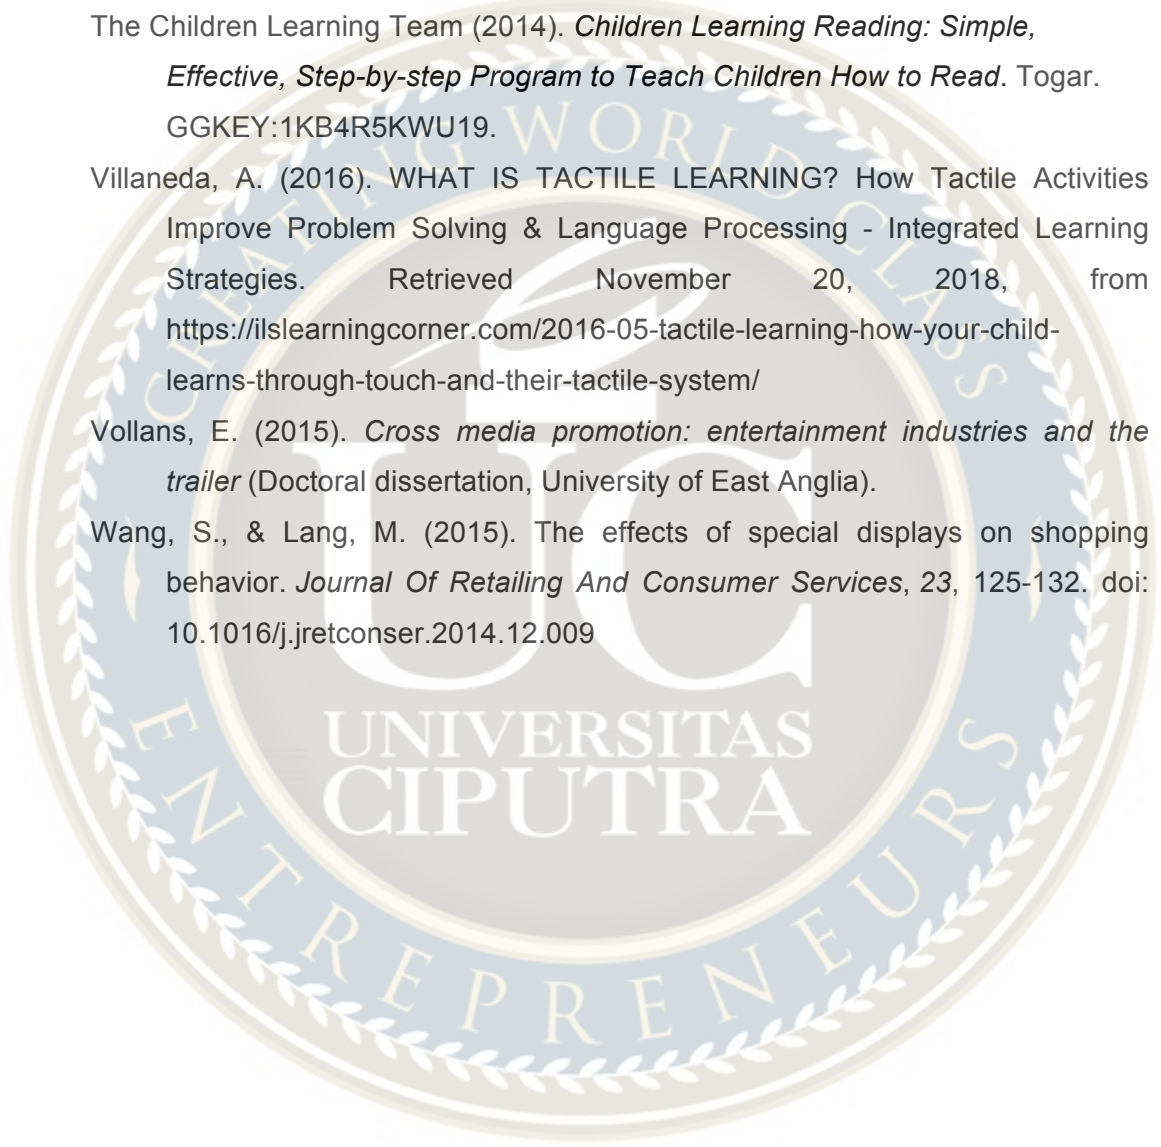 The Children Learning Team (2014). Children Learning Reading: Simple,
Effective, Step-by-step Program to Teach Children How to Read. Togar.
GGKEY:1KB4R5KWU19.
Villaneda, A. (2016). WHAT IS TACTILE LEARNING? How Tactile Activities
Improve Problem Solving & Language Processing - Integrated Learning
Strategies. Retrieved November 20, 2018, from
https://ilslearningcorner.com/2016-05-tactile-learning-how-your-child-
learns-through-touch-and-their-tactile-system/
Vollans, E. (2015). Cross media promotion: entertainment industries and the
trailer (Doctoral dissertation, University of East Anglia).
Wang, S., & Lang, M. (2015). The effects of special displays on shopping
behavior. Journal Of Retailing And Consumer Services, 23, 125-132. doi:
10.1016/j.jretconser.2014.12.009
CREATING WORLD CLASS
UC
UNIVERSITAS
CIPUTRA
ENTREPRENEURS